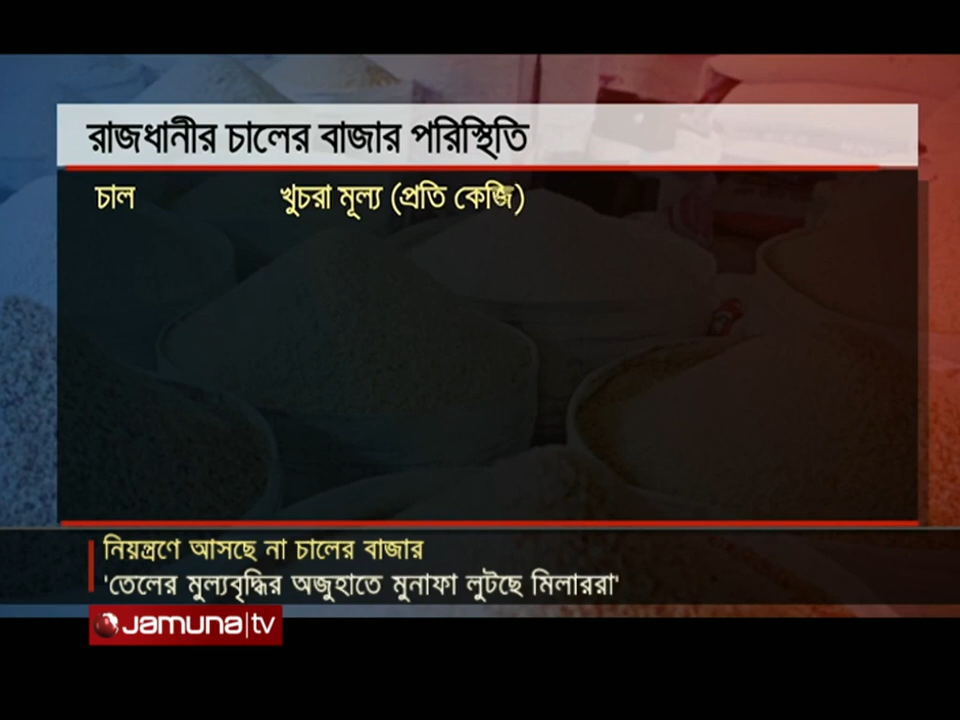 রাজধানীর চালের বাজার পরিস্থিতি
চাল খুচরা মূল্য (প্রতি কেজি)
নিয়ন্ত্রণে আসছে না চালের বাজার
'তেলের মুল্যবৃদ্ধির অজুহাতে মুনাফা লুটছে মিলাররা'
Jamuna|tv